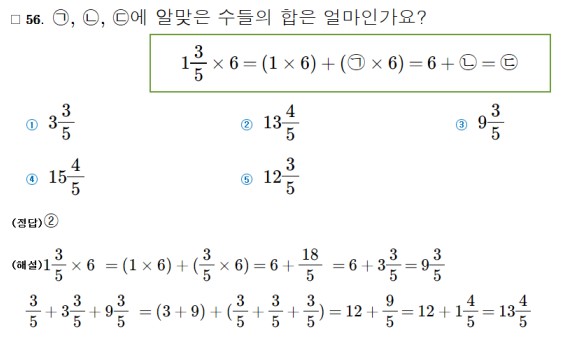 □ 56. ㉠, ㉡, ㉢에 알맞은 수들의 합은 얼마인가요?
1 3/5 × 6 = (1 × 6) + (㉠ × 6) = 6 + ㉡ = ㉢
① 3 3/5 ② 13 4/5 ③ 9 3/5
④ 15 4/5 ⑤ 12 3/5
(정답)②
(해설)1 3/5 × 6 = (1 × 6) + (3/5 × 6) = 6 + 18/5 = 6 + 3 3/5 = 9 3/5
3/5 + 3 3/5 + 9 3/5 = (3 + 9) + (3/5 + 3/5 + 3/5) = 12 + 9/5 = 12 + 1 4/5 = 13 4/5